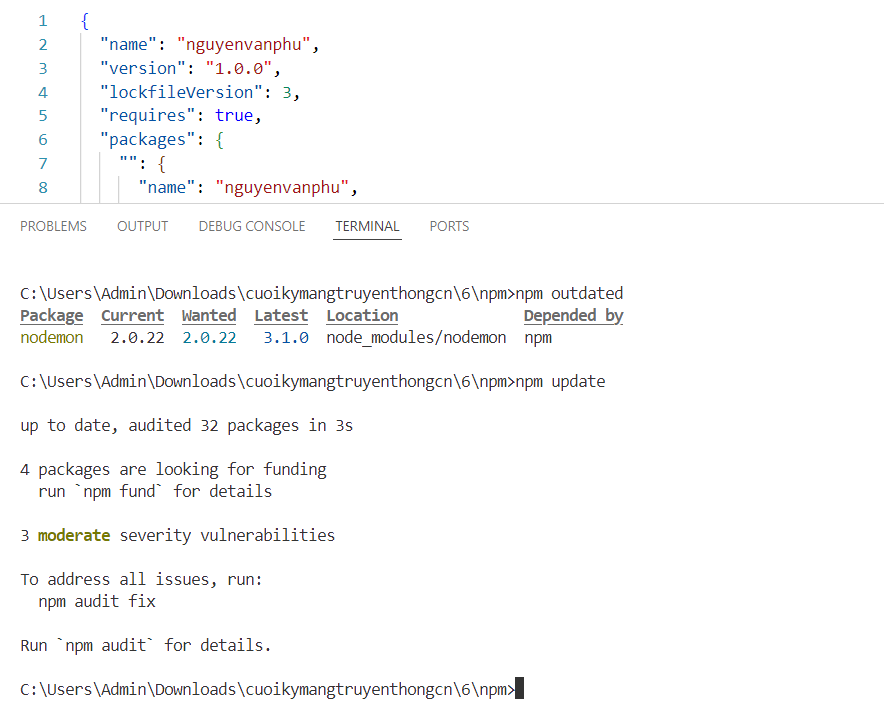 1 {
2 "name": "nguyenvanphu",
3 "version": "1.0.0",
4 "lockfileVersion": 3,
5 "requires": true,
6 "packages": {
7 "": {
8 "name": "nguyenvanphu",
PROBLEMS OUTPUT DEBUG CONSOLE TERMINAL PORTS
C:\Users\Admin\Downloads\cuoikymangtruyenthongcn\6\npm>npm outdated
Package Current Wanted Latest Location Depended by
nodemon 2.0.22 2.0.22 3.1.0 node_modules/nodemon npm
C:\Users\Admin\Downloads\cuoikymangtruyenthongcn\6\npm>npm update
up to date, audited 32 packages in 3s
4 packages are looking for funding
run `npm fund` for details
3 moderate severity vulnerabilities
To address all issues, run:
npm audit fix
Run `npm audit` for details.
C:\Users\Admin\Downloads\cuoikymangtruyenthongcn\6\npm>